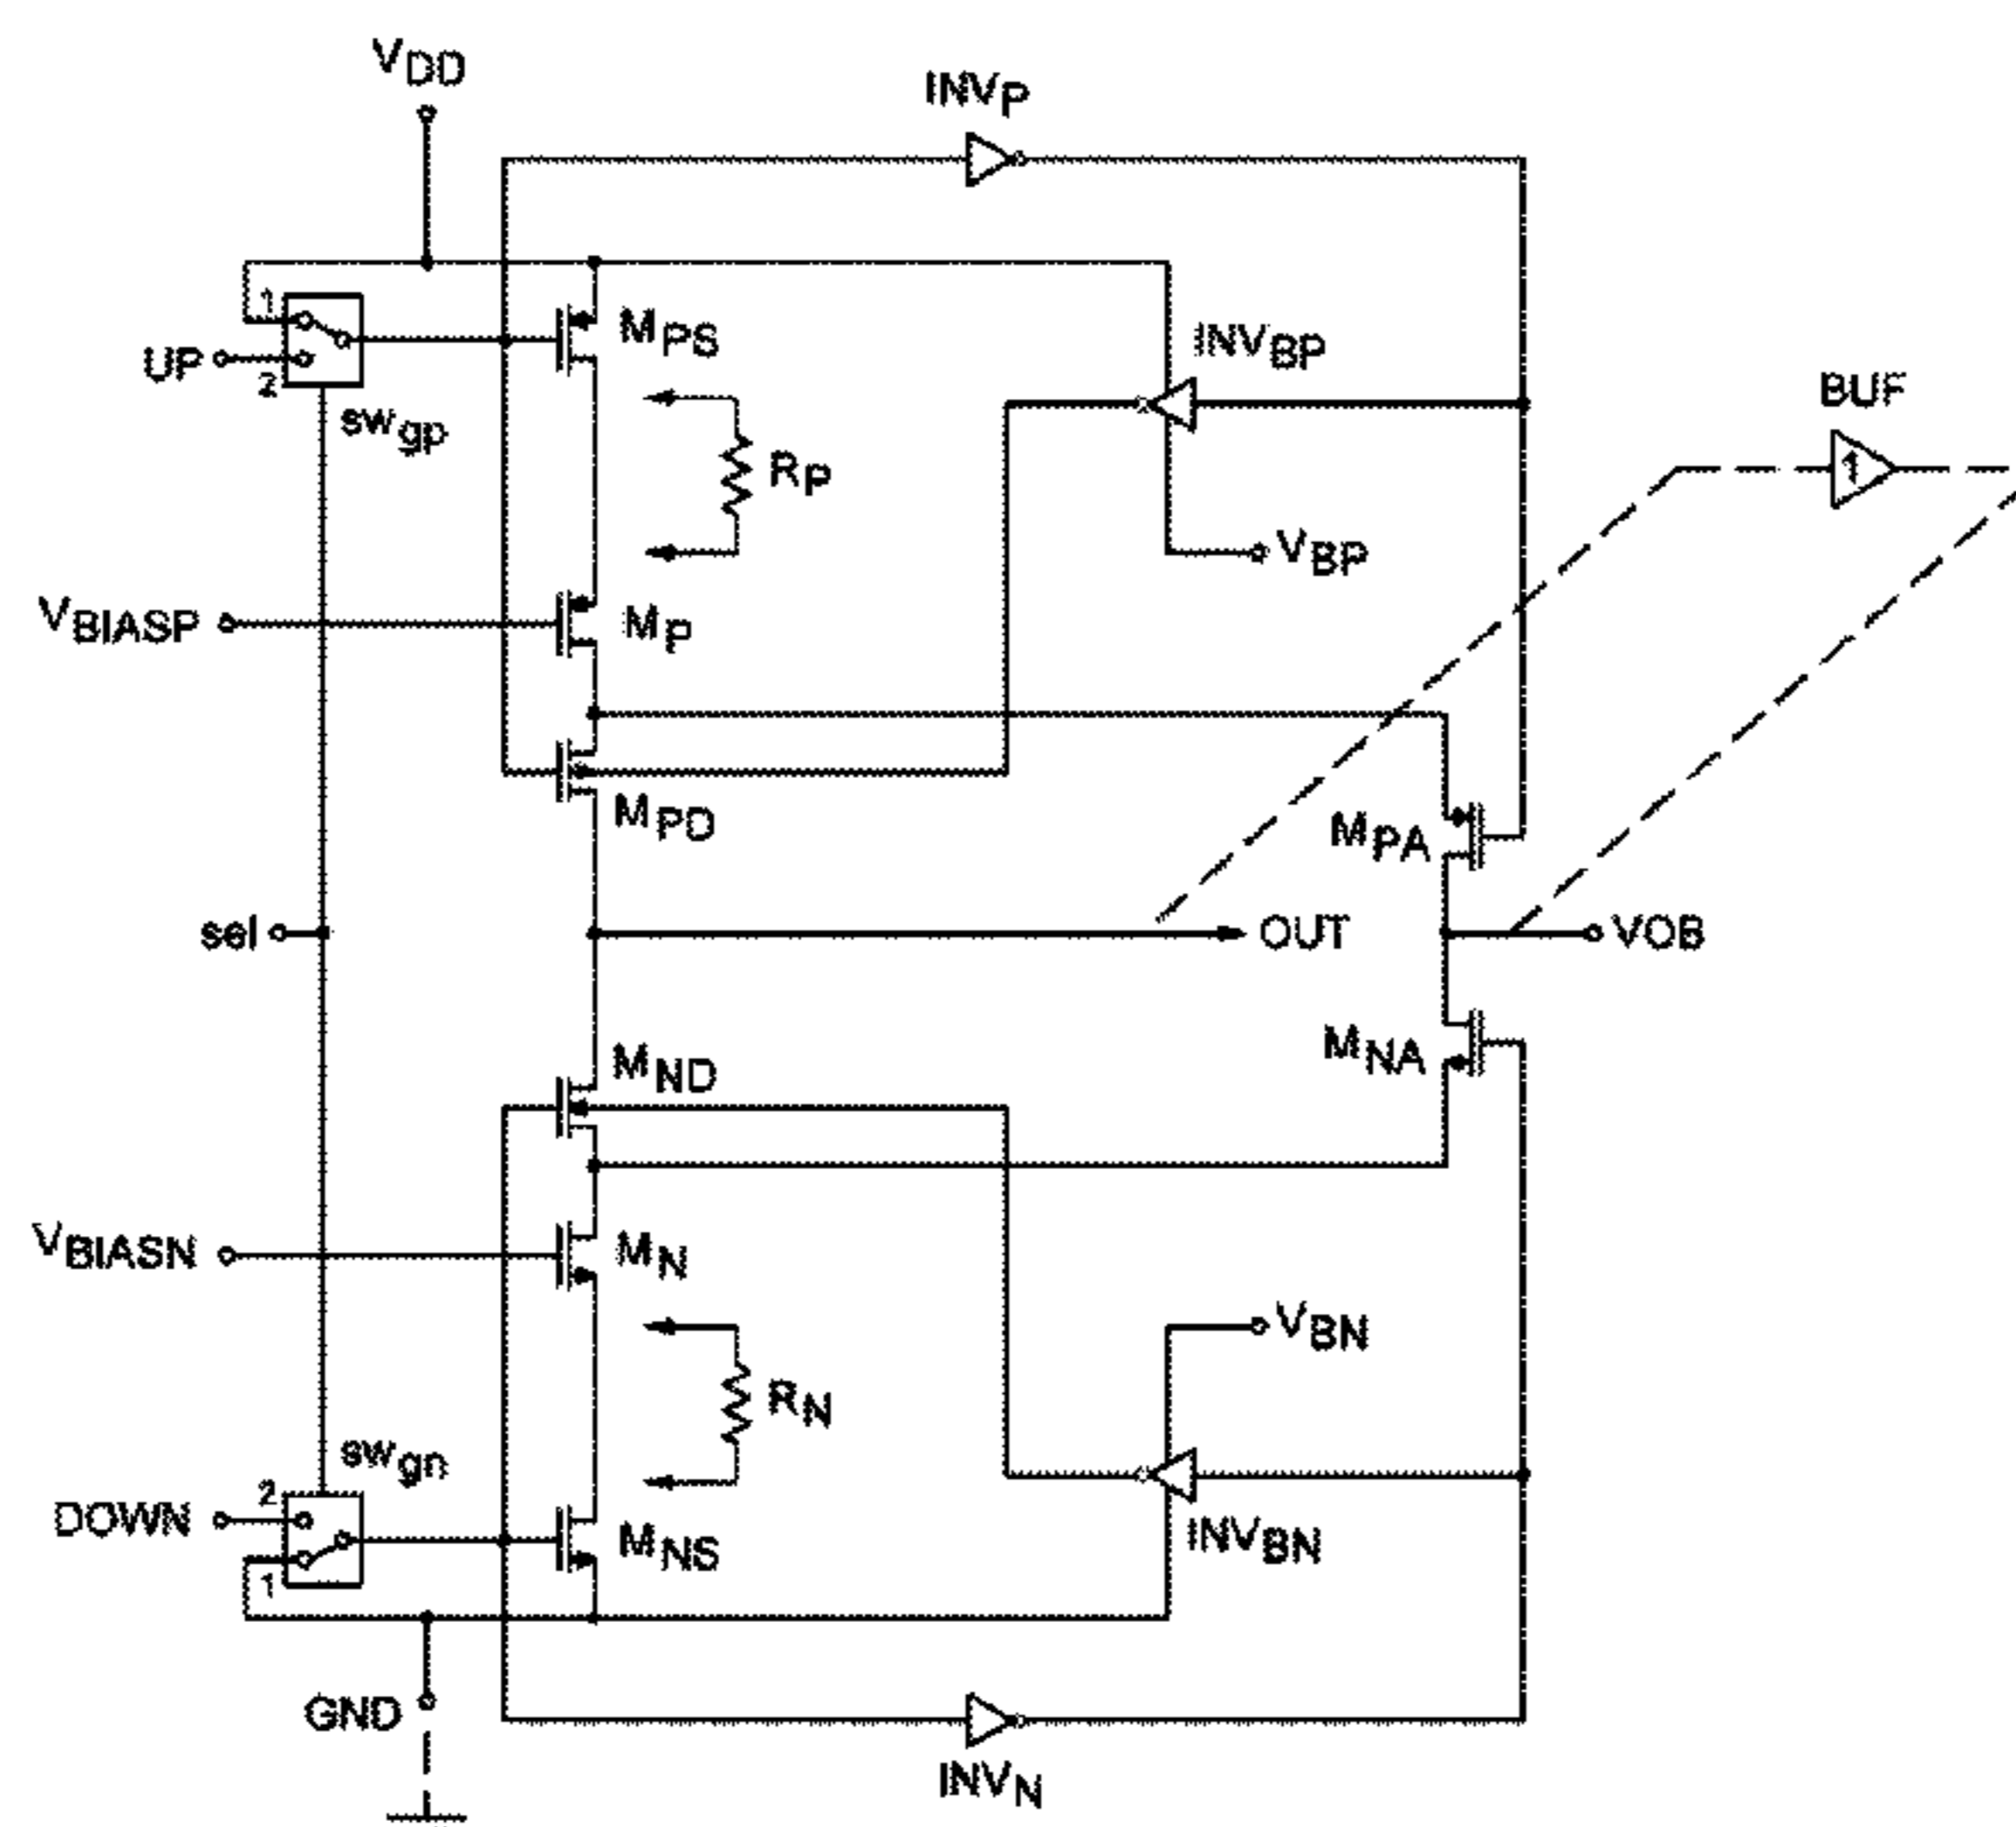 VDD
INVP
1
UP
2
swgp
MPS
RP
INVBP
VBP
BUF
1
VBIASP
MP
MPD
MPA
sel
OUT
VOB
MND
MNA
VBIASN
MN
VBN
RN
swgn
2
DOWN
1
MNS
INVBN
GND
INVN